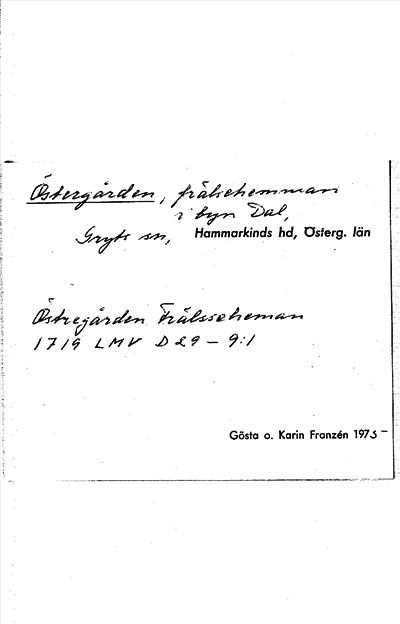 Östergården, frälsehemman
i byn Dal,
Gryts sn, Hammarkinds hd, Österg. län
Östregården Frälsseheman
1719 LMV D29 – 9:1
Gösta o. Karin Franzén 1973